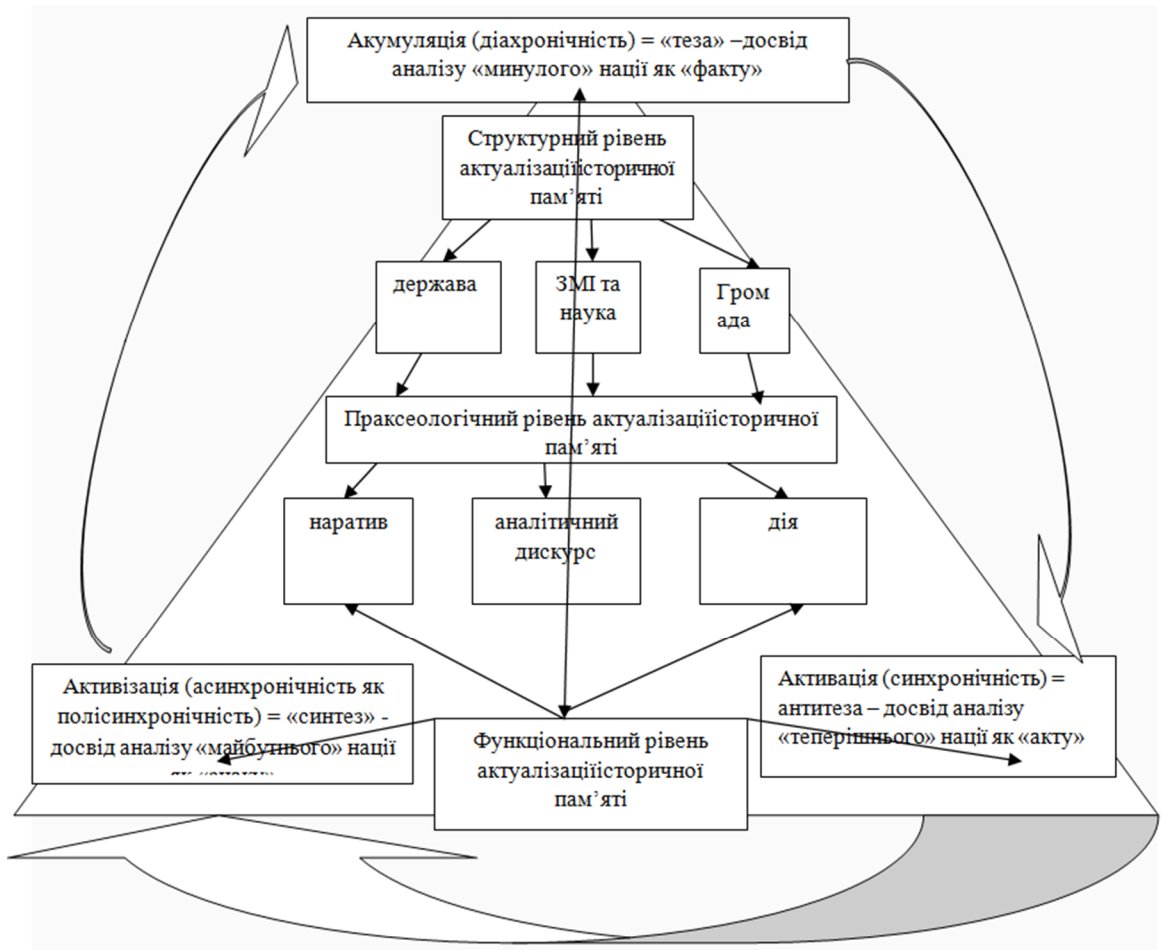 Акумуляція (діахронічність) = «теза» –досвід
аналізу «минулого» нації як «факту»
Структурний рівень
актуалізаціїісторичної
пам’яті
держава
ЗМІ та
наука
Гром
ада
Праксеологічний рівень актуалізаціїісторичної
пам’яті
наратив
аналітичний
дискурс
дія
Активізація (асинхронічність як
полісинхронічність) = «синтез» -
досвід аналізу «майбутнього» нації
Активація (синхронічність) =
антитеза – досвід аналізу
«теперішнього» нації як «акту»
Функціональний рівень
актуалізаціїісторичної
пам’яті